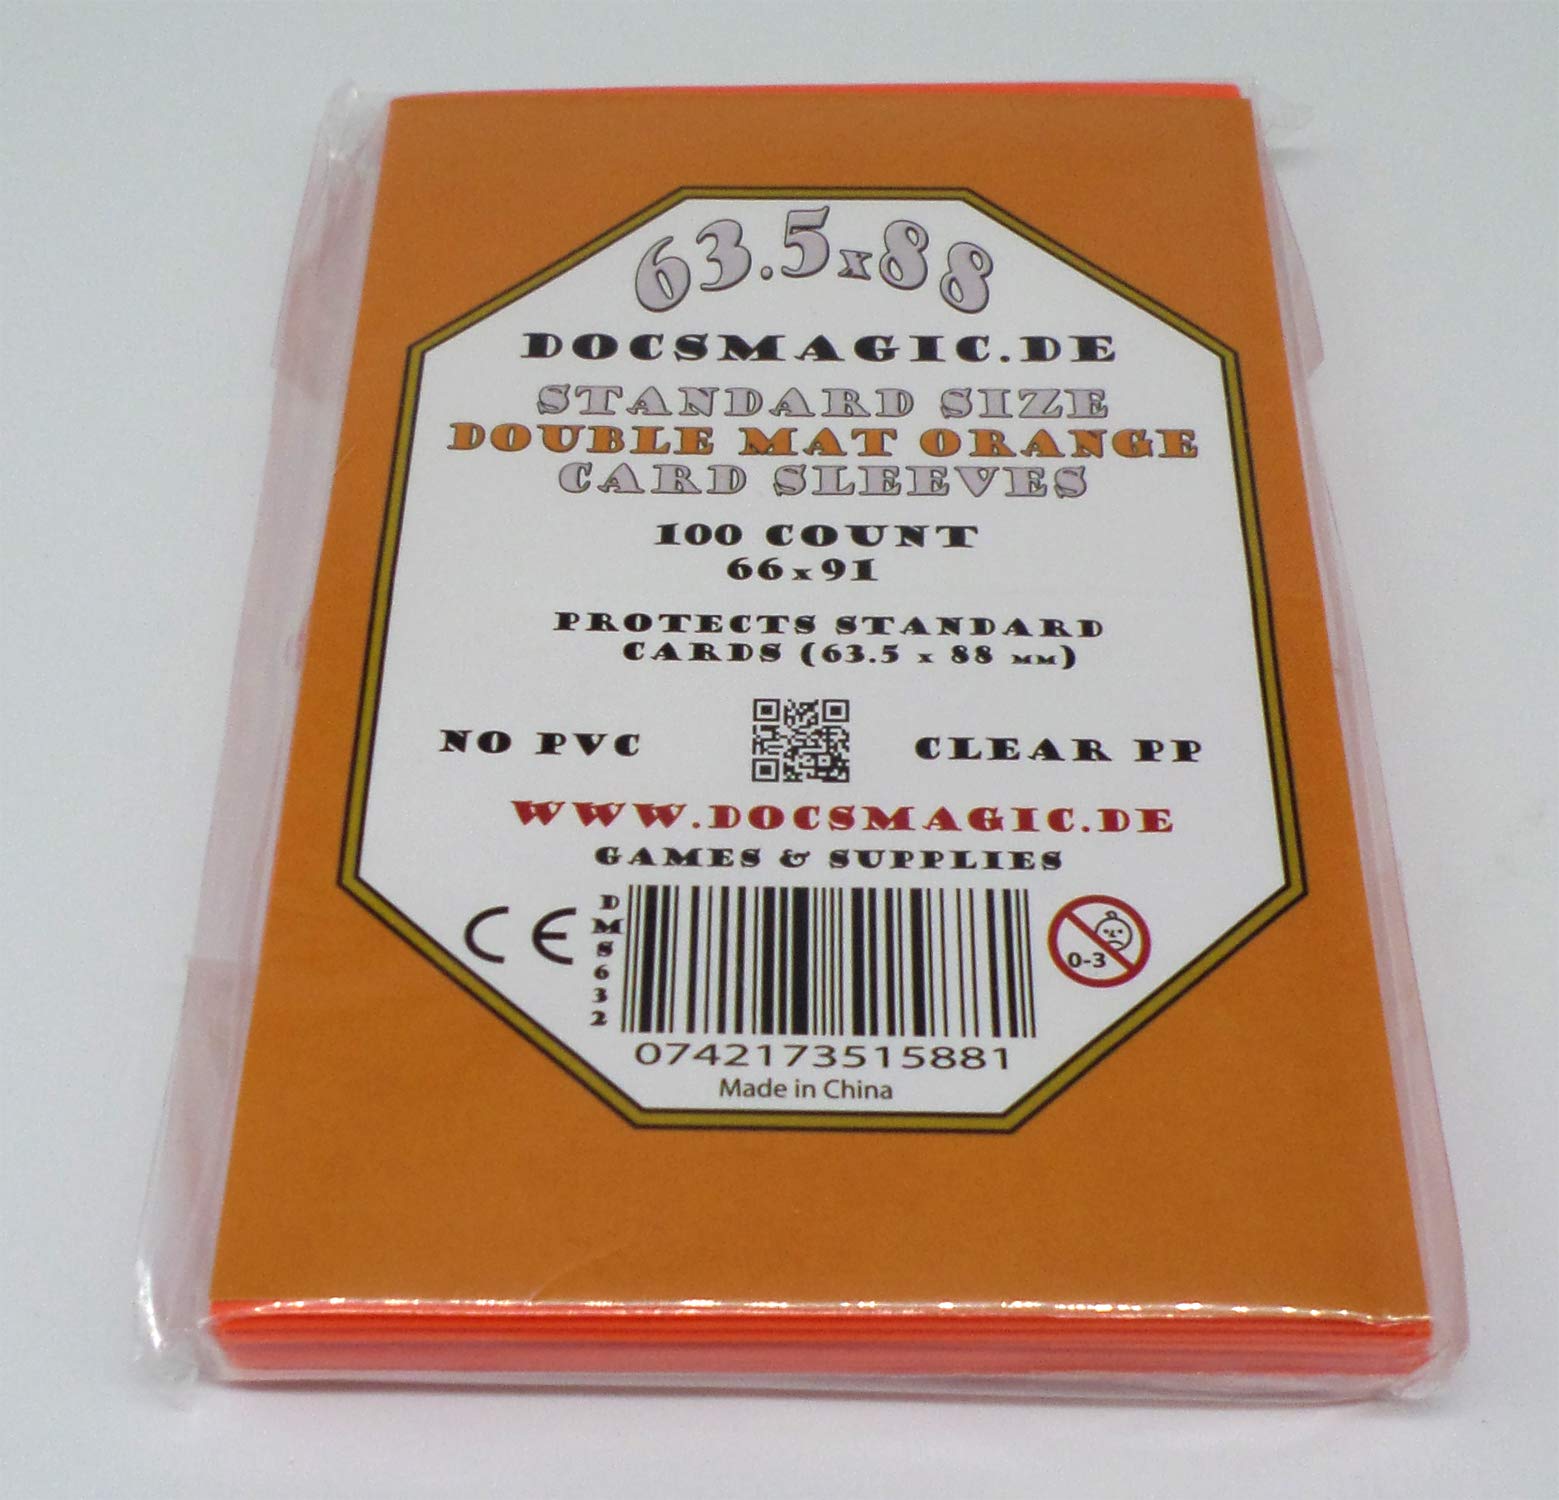 63.5x88
DOCSMAGIC.DE
STANDARD SIZE
DOUBLE MAT ORANGE
CARD SLEEVES
100 COUNT
66x91
PROTECTS STANDARD
CARDS (63.5 x 88 MM)
NO PVC
CLEAR PP
WWW.DOCSMAGIC.DE
GAMES & SUPPLIES
CE
DMS632
0-3
0742173515881
Made in China